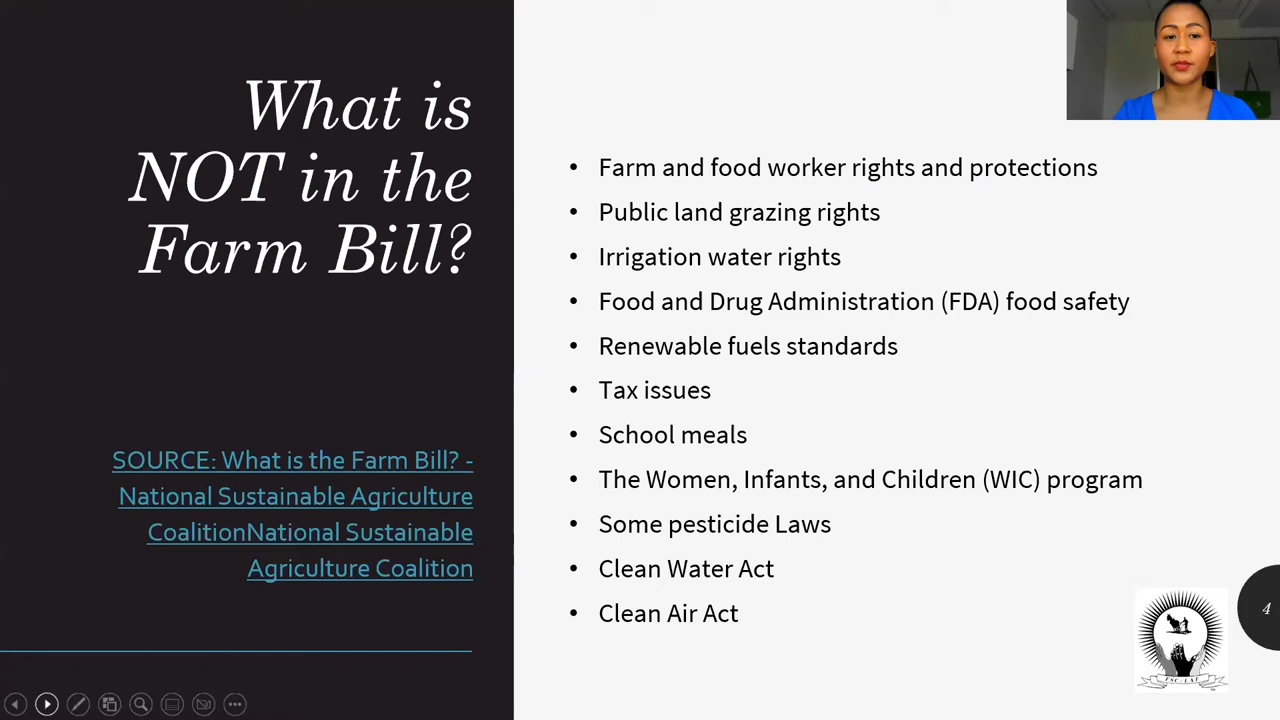 What is
NOT in the
Farm Bill?
SOURCE: What is the Farm Bill? -
National Sustainable Agriculture
CoalitionNational Sustainable
Agriculture Coalition
• Farm and food worker rights and protections
• Public land grazing rights
• Irrigation water rights
• Food and Drug Administration (FDA) food safety
• Renewable fuels standards
• Tax issues
• School meals
• The Women, Infants, and Children (WIC) program
• Some pesticide Laws
• Clean Water Act
• Clean Air Act
4
FSC/LAF